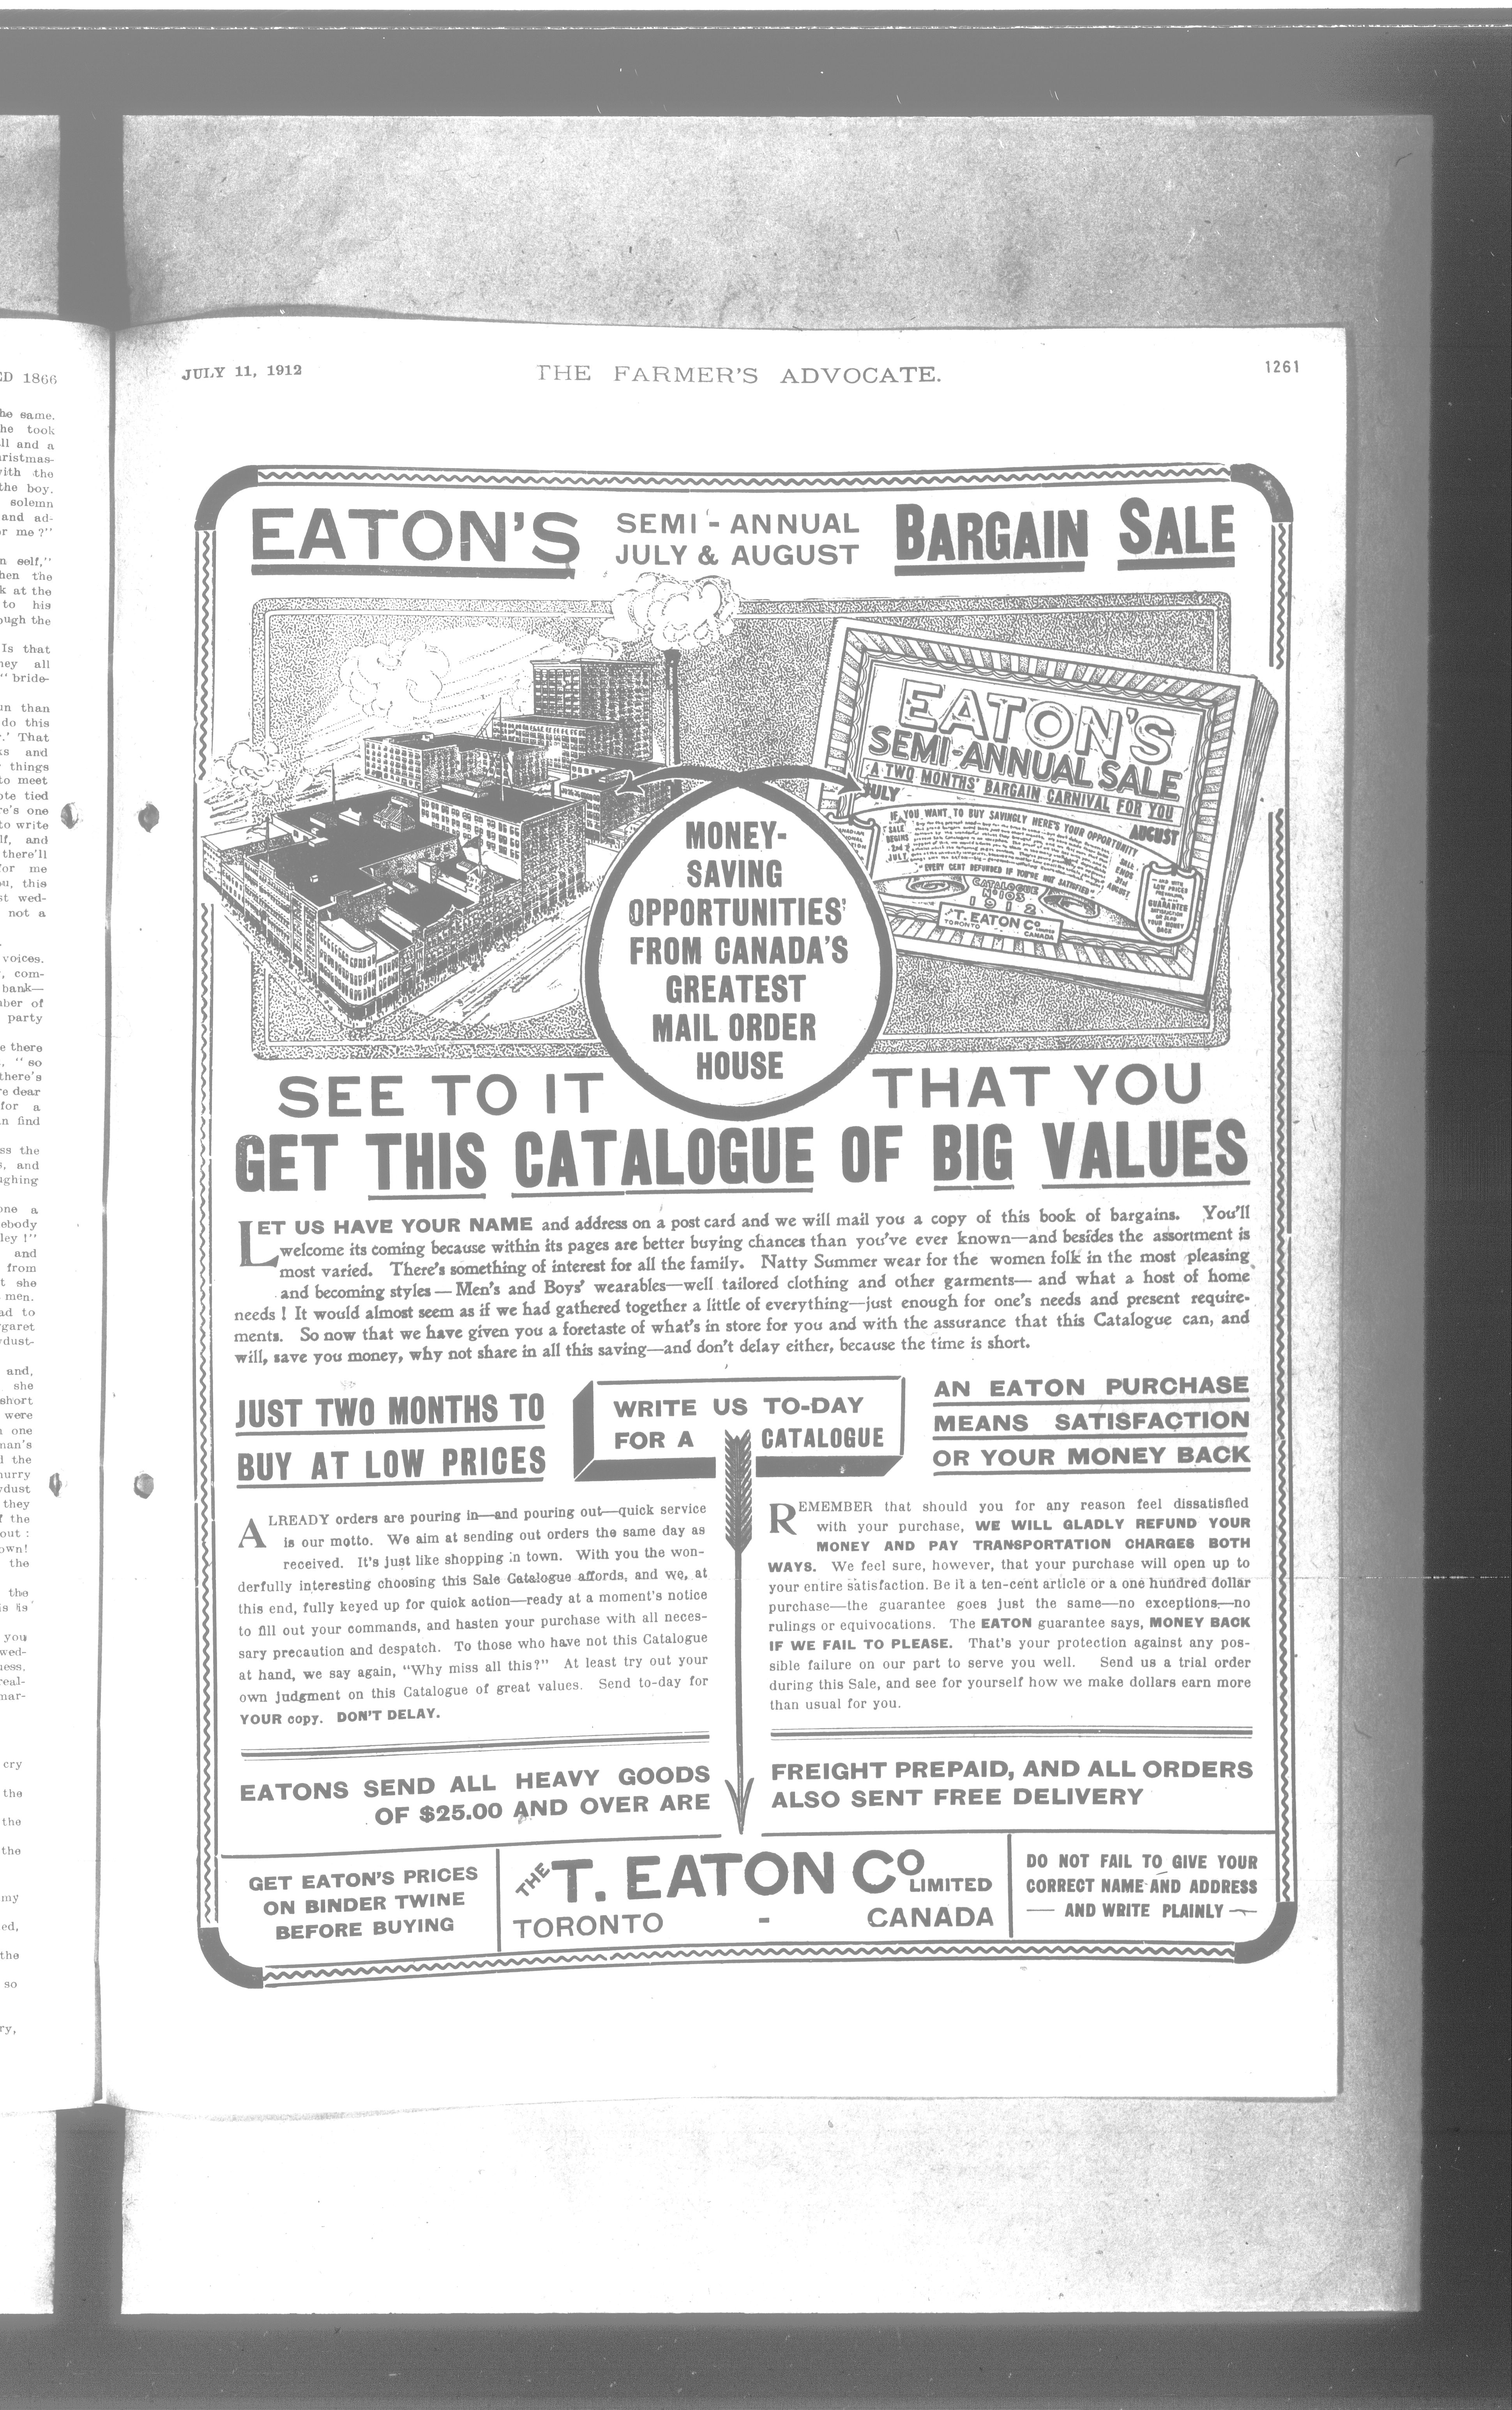 JULY 11, 1912
THE FARMER'S ADVOCATE.
1261
EATON'S
SEMI-ANNUAL
JULY & AUGUST
BARGAIN SALE
EATON'S
SEMI-ANNUAL SALE
A TWO MONTHS' BARGAIN CARNIVAL FOR YOU
JULY
AUGUST
IF YOU WANT TO BUY SAVINGLY HERE'S YOUR OPPORTUNITY
SALE
BEGINS
2nd
JULY
SALE
ENDS
31st
AUGUST
EVERY CENT REFUNDED IF YOU'RE NOT SATISFIED
CATALOGUE
No 103
1912
T. EATON Co
LIMITED
TORONTO CANADA
GUARANTEE
YOUR MONEY
BACK
MONEY-
SAVING
OPPORTUNITIES
FROM CANADA'S
GREATEST
MAIL ORDER
HOUSE
SEE TO IT THAT YOU
GET THIS CATALOGUE OF BIG VALUES
LET US HAVE YOUR NAME and address on a post card and we will mail you a copy of this book of bargains. You'll
welcome its coming because within its pages are better buying chances than you've ever known—and besides the assortment is
most varied. There's something of interest for all the family. Natty Summer wear for the women folk in the most pleasing
and becoming styles—Men's and Boys' wearables—well tailored clothing and other garments—and what a host of home
needs! It would almost seem as if we had gathered together a little of everything—just enough for one's needs and present require-
ments. So now that we have given you a foretaste of what's in store for you and with the assurance that this Catalogue can, and
will, save you money, why not share in all this saving—and don't delay either, because the time is short.
JUST TWO MONTHS TO
BUY AT LOW PRICES
WRITE US TO-DAY
FOR A CATALOGUE
AN EATON PURCHASE
MEANS SATISFACTION
OR YOUR MONEY BACK
ALREADY orders are pouring in—and pouring out—quick service
is our motto. We aim at sending out orders the same day as
received. It's just like shopping in town. With you the won-
derfully interesting choosing this Sale Catalogue affords, and we, at
this end, fully keyed up for quick action—ready at a moment's notice
to fill out your commands, and hasten your purchase with all neces-
sary precaution and despatch. To those who have not this Catalogue
at hand, we say again, "Why miss all this?" At least try out your
own judgment on this Catalogue of great values. Send to-day for
YOUR copy. DON'T DELAY.
REMEMBER that should you for any reason feel dissatisfied
with your purchase, WE WILL GLADLY REFUND YOUR
MONEY AND PAY TRANSPORTATION CHARGES BOTH
WAYS. We feel sure, however, that your purchase will open up to
your entire satisfaction. Be it a ten-cent article or a one hundred dollar
purchase—the guarantee goes just the same—no exceptions—no
rulings or equivocations. The EATON guarantee says, MONEY BACK
IF WE FAIL TO PLEASE. That's your protection against any pos-
sible failure on our part to serve you well. Send us a trial order
during this Sale, and see for yourself how we make dollars earn more
than usual for you.
EATONS SEND ALL HEAVY GOODS
OF $25.00 AND OVER ARE
FREIGHT PREPAID, AND ALL ORDERS
ALSO SENT FREE DELIVERY
GET EATON'S PRICES
ON BINDER TWINE
BEFORE BUYING
THE T. EATON Co LIMITED
TORONTO - CANADA
DO NOT FAIL TO GIVE YOUR
CORRECT NAME AND ADDRESS
— AND WRITE PLAINLY —